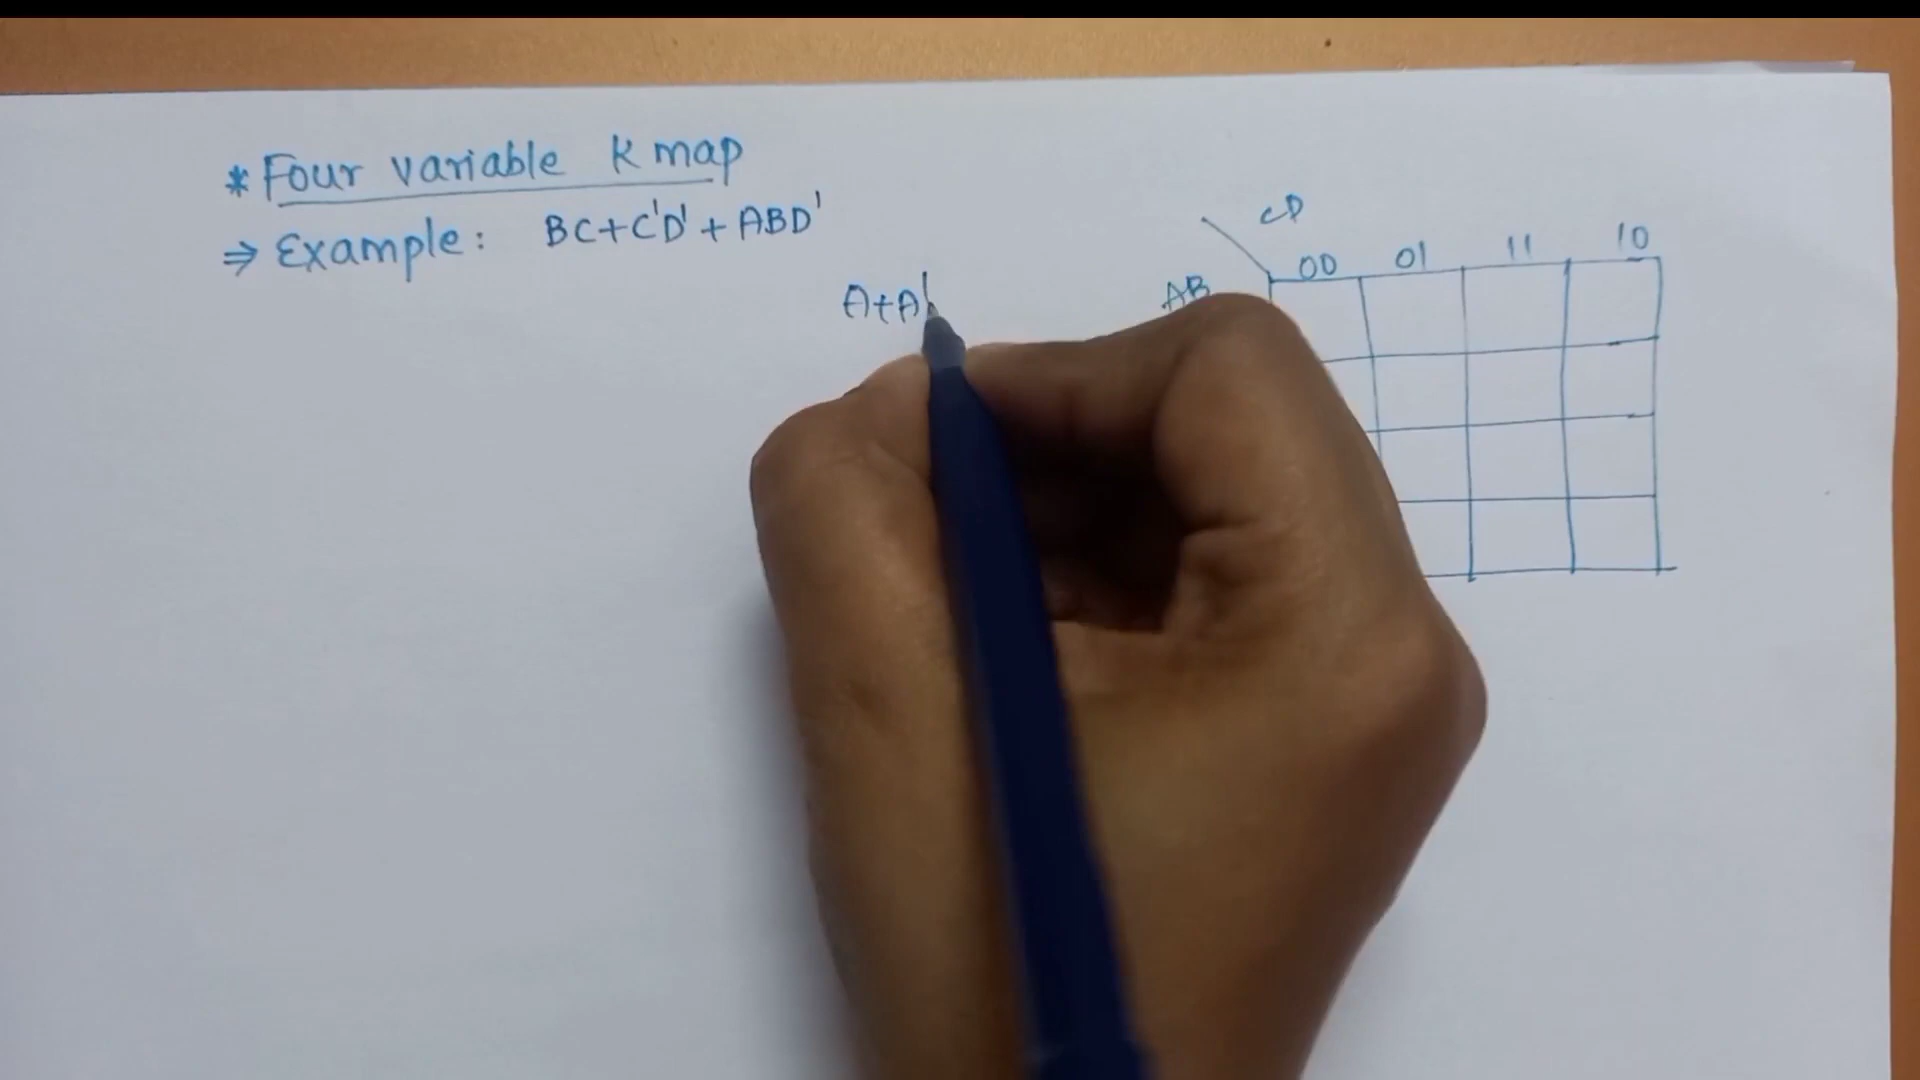 * Four variable K map
⇒ Example: BC+C'D'+ABD'
A+A'
CD
AB
00 01 11 10